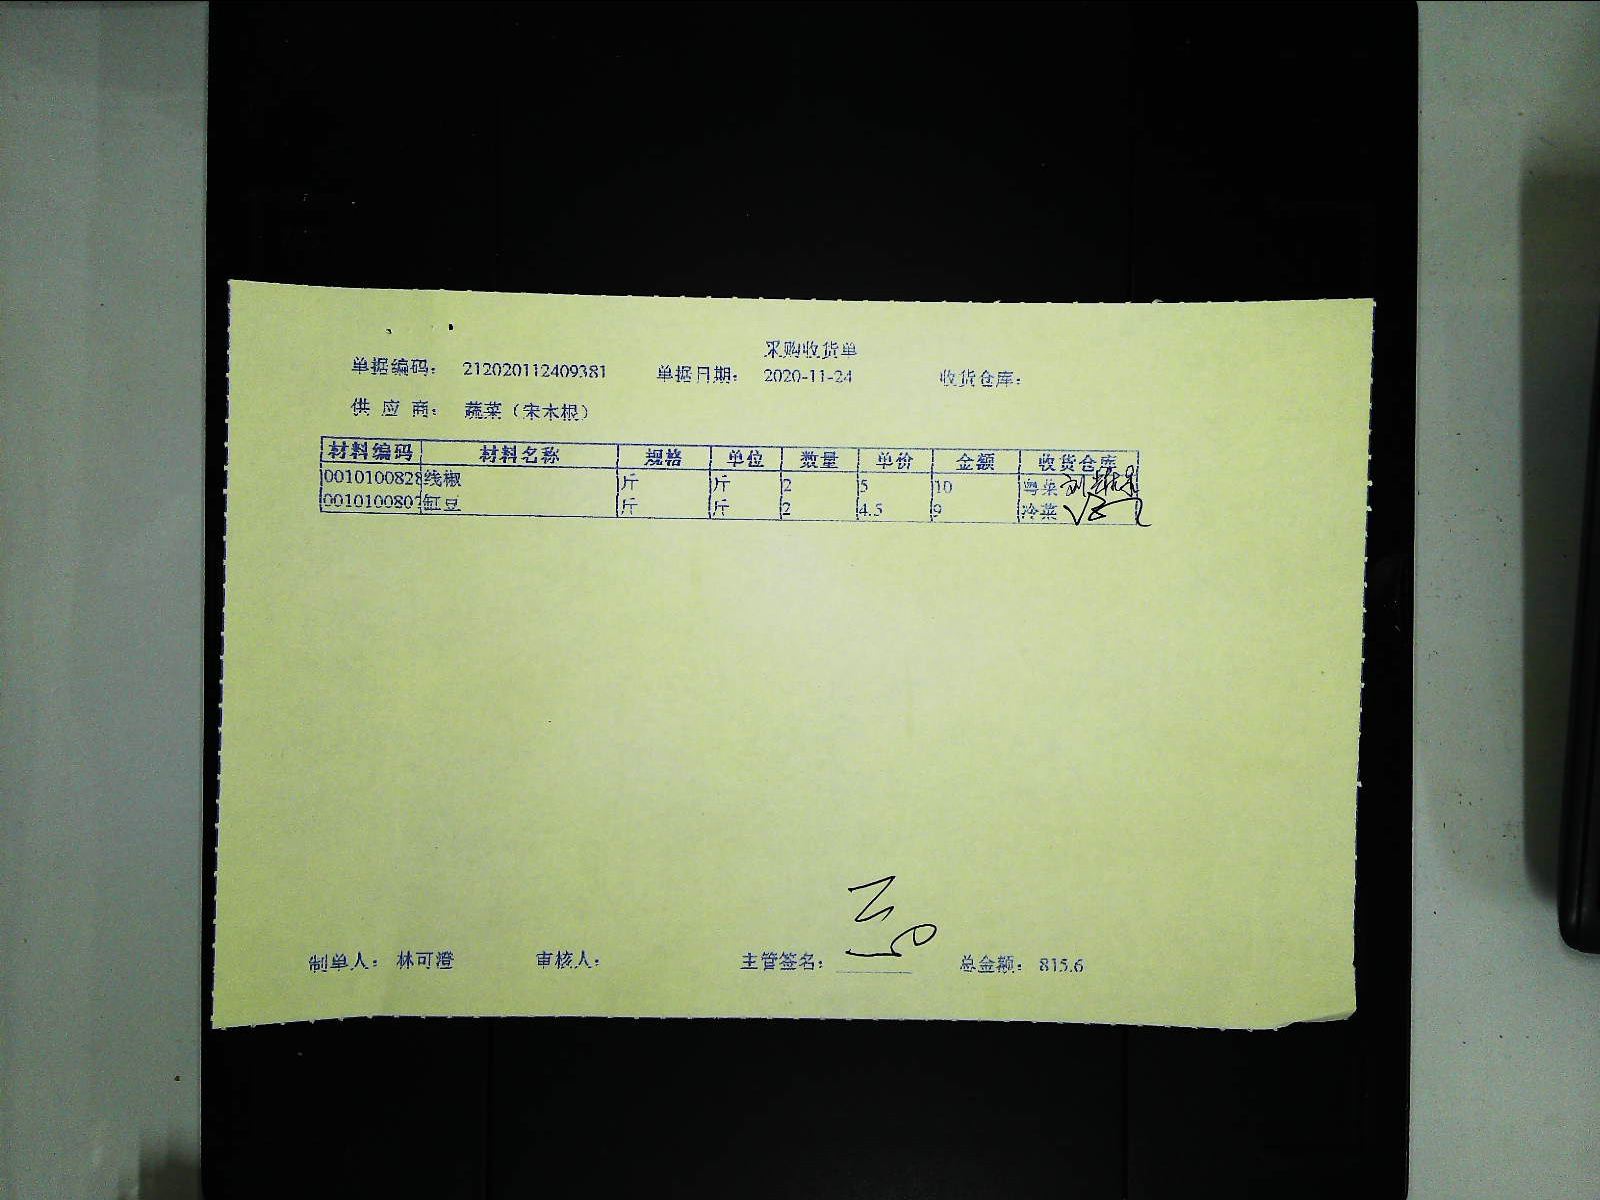 采购收货单
单据编码： 212020112409381 单据日期： 2020-11-24 收货仓库：
供 应 商： 蔬菜（宋木根）
材料编码 材料名称 规格 单位 数量 单价 金额 收货仓库
0010100828 线椒 斤 斤 2 5 10 粤菜
001010080 缸豆 斤 斤 2 4.5 9 冷菜
制单人： 林可澄 审核人： 主管签名： 总金额： 815.6